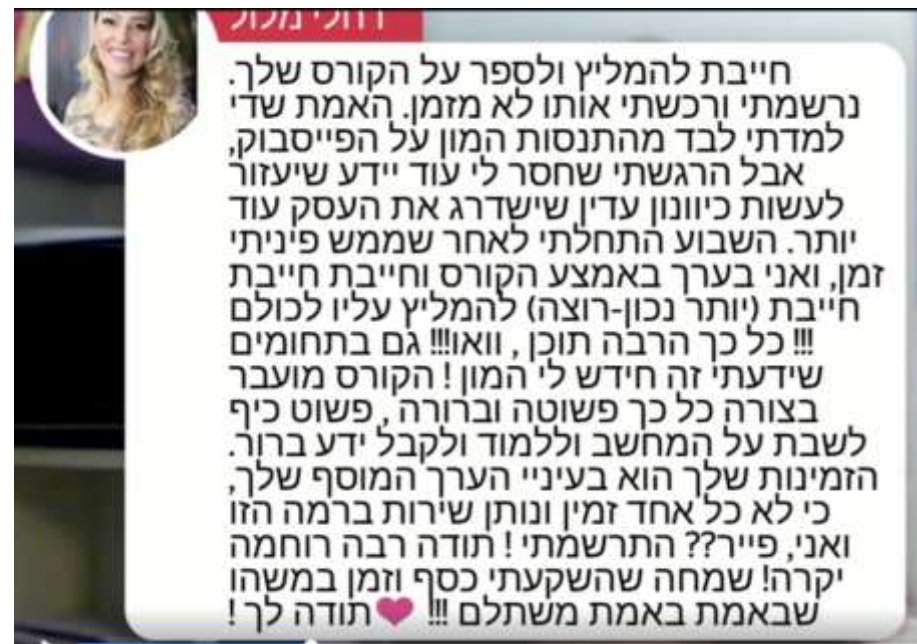 רחלי מלול
חייבת להמליץ ולספר על הקורס שלך.
נרשמתי ורכשתי אותו לא מזמן. האמת שדי
למדתי לבד מהתנסות המון על הפייסבוק,
אבל הרגשתי שחסר לי עוד יידע שיעזור
לעשות כיוונון עדין שישדרג את העסק עוד
יותר. השבוע התחלתי לאחר שממש פיניתי
זמן, ואני בערך באמצע הקורס וחייבת חייבת
חייבת (יותר נכון-רוצה) להמליץ עליו לכולם
!!! כל כך הרבה תוכן , וואו!!! גם בתחומים
שידעתי זה חידש לי המון ! הקורס מועבר
בצורה כל כך פשוטה וברורה , פשוט כיף
לשבת על המחשב וללמוד ולקבל ידע ברור.
הזמינות שלך הוא בעיניי הערך המוסף שלך,
כי לא כל אחד זמין ונותן שירות ברמה הזו
ואני, פייר?? התרשמתי ! תודה רבה רוחמה
יקרה! שמחה שהשקעתי כסף וזמן במשהו
שבאמת באמת משתלם !!! ❤תודה לך !